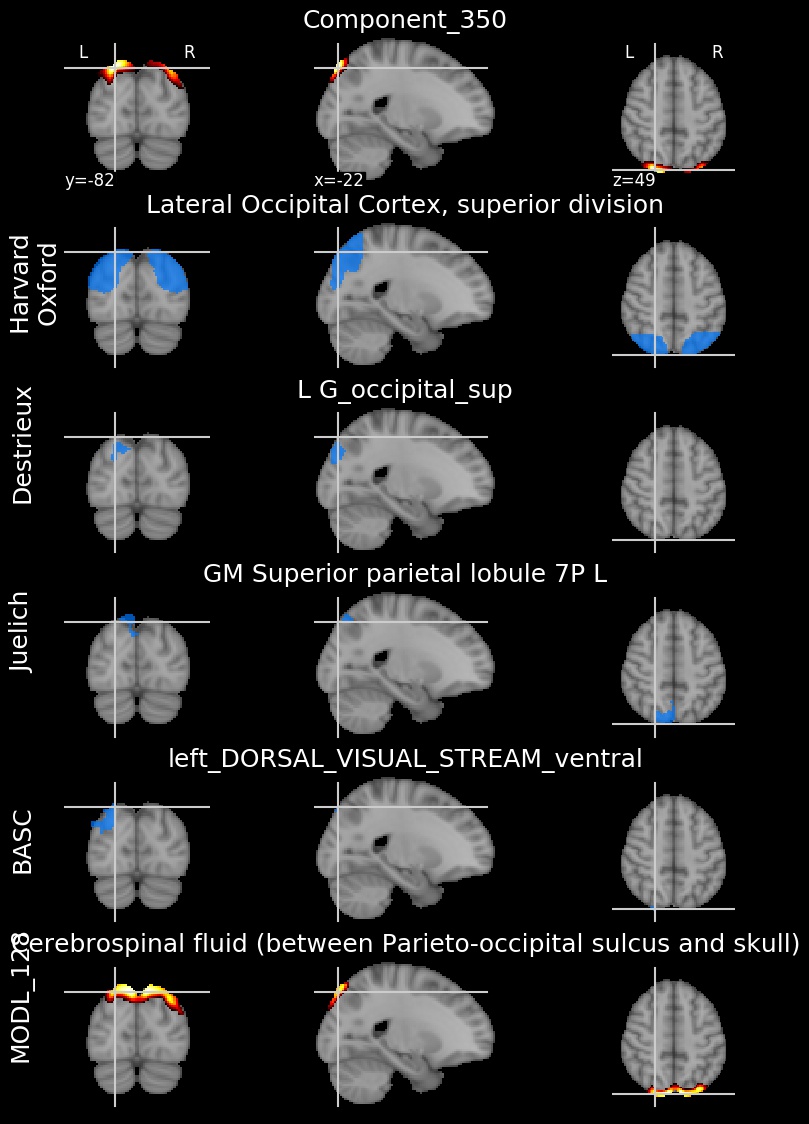 Component_350
L R L R
y=-82 x=-22 z=49
Lateral Occipital Cortex, superior division
Harvard
Oxford
L G_occipital_sup
Destrieux
GM Superior parietal lobule 7P L
Juelich
left_DORSAL_VISUAL_STREAM_ventral
BASC
erebrospinal fluid (between Parieto-occipital sulcus and skull)
MODL_128